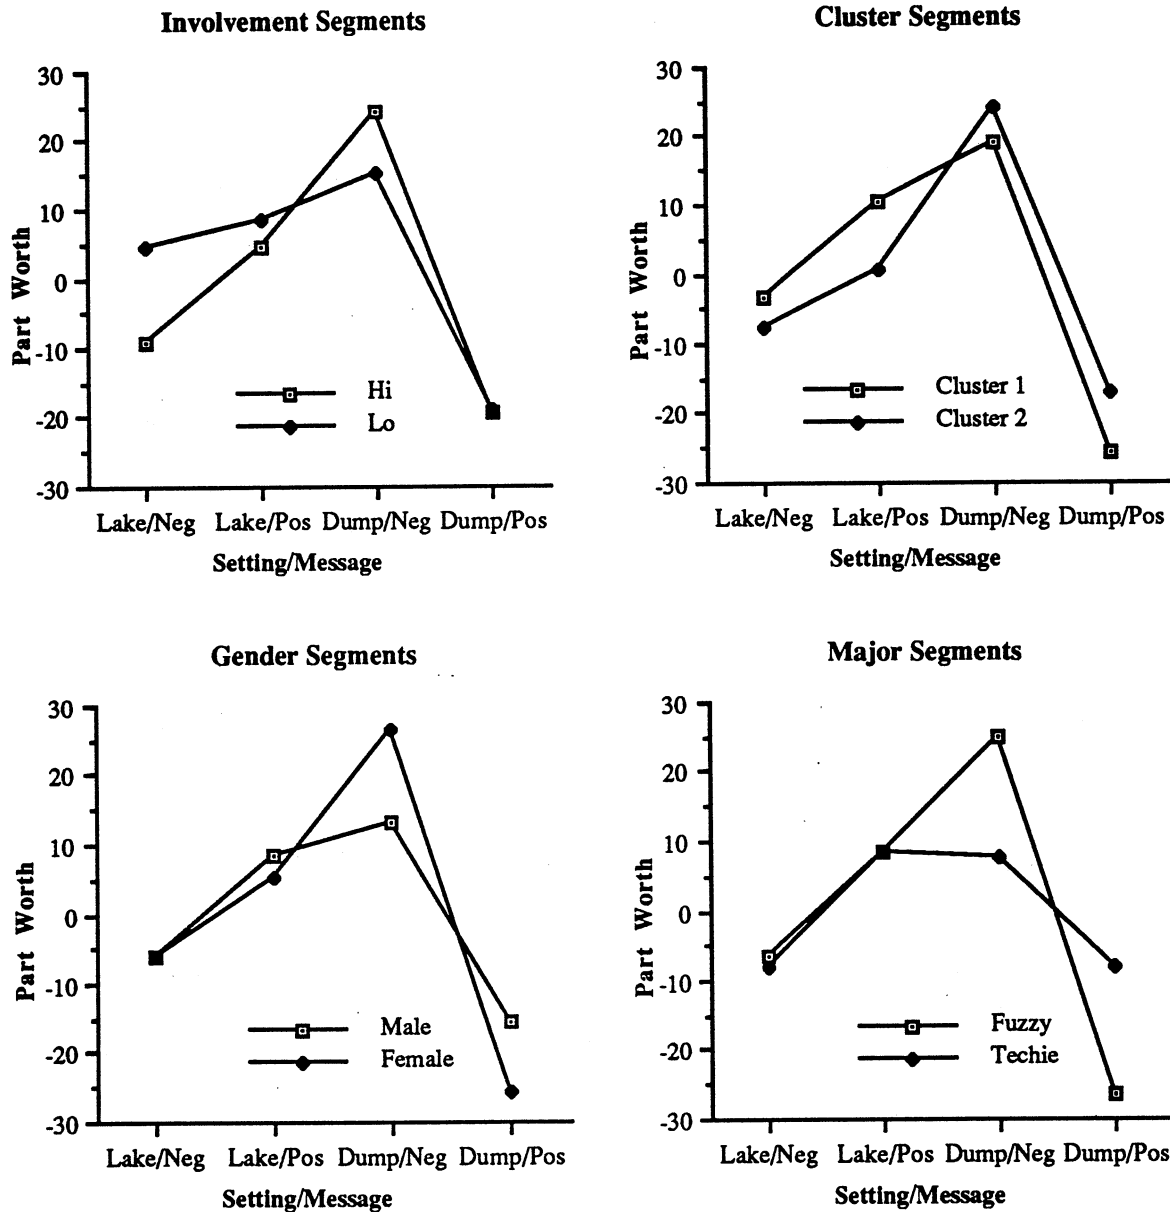 Involvement Segments
30
20
10
0
-10
-20
-30
Part Worth
Hi
Lo
Lake/Neg Lake/Pos Dump/Neg Dump/Pos
Setting/Message
Cluster Segments
30
20
10
0
-10
-20
-30
Part Worth
Cluster 1
Cluster 2
Lake/Neg Lake/Pos Dump/Neg Dump/Pos
Setting/Message
Gender Segments
30
20
10
0
-10
-20
-30
Part Worth
Male
Female
Lake/Neg Lake/Pos Dump/Neg Dump/Pos
Setting/Message
Major Segments
30
20
10
0
-10
-20
-30
Part Worth
Fuzzy
Techie
Lake/Neg Lake/Pos Dump/Neg Dump/Pos
Setting/Message